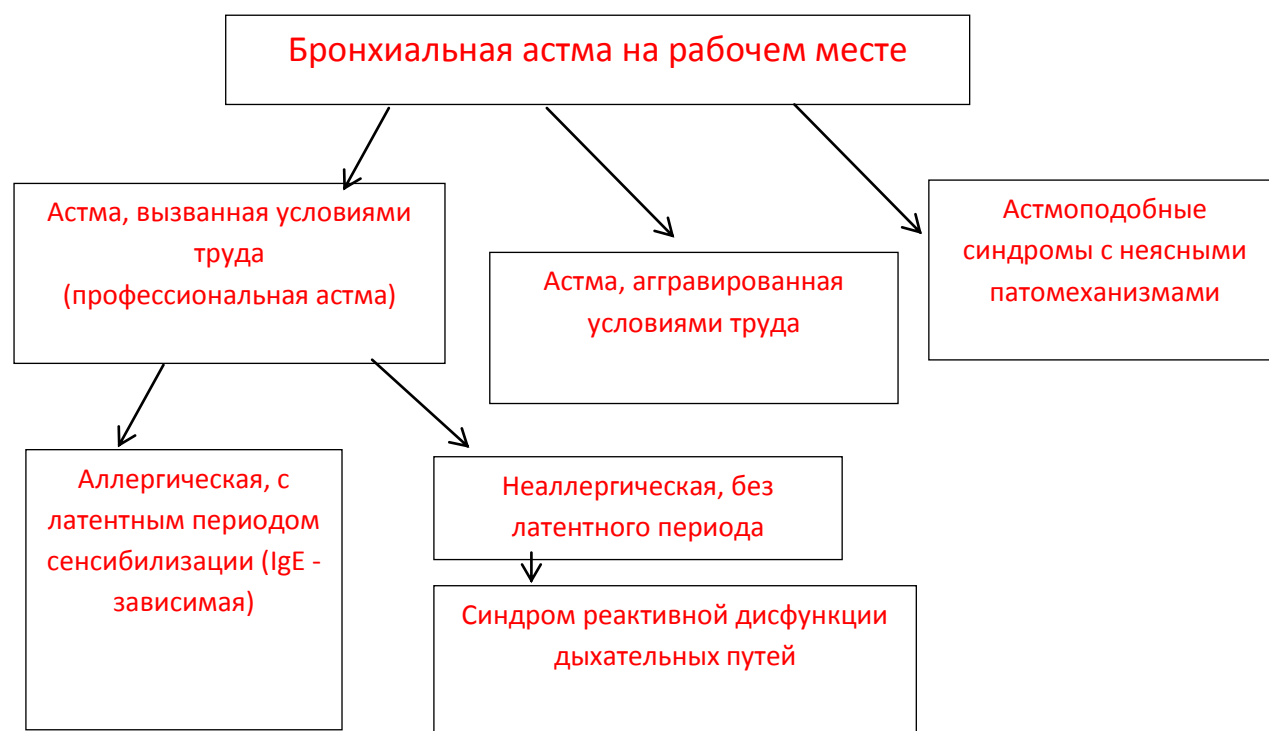 Бронхиальная астма на рабочем месте
Астма, вызванная условиями
труда
(профессиональная астма)
Астма, аггравированная
условиями труда
Астмоподобные
синдромы с неясными
патомеханизмами
Аллергическая, с
латентным периодом
сенсибилизации (IgE -
зависимая)
Неаллергическая, без
латентного периода
Синдром реактивной дисфункции
дыхательных путей